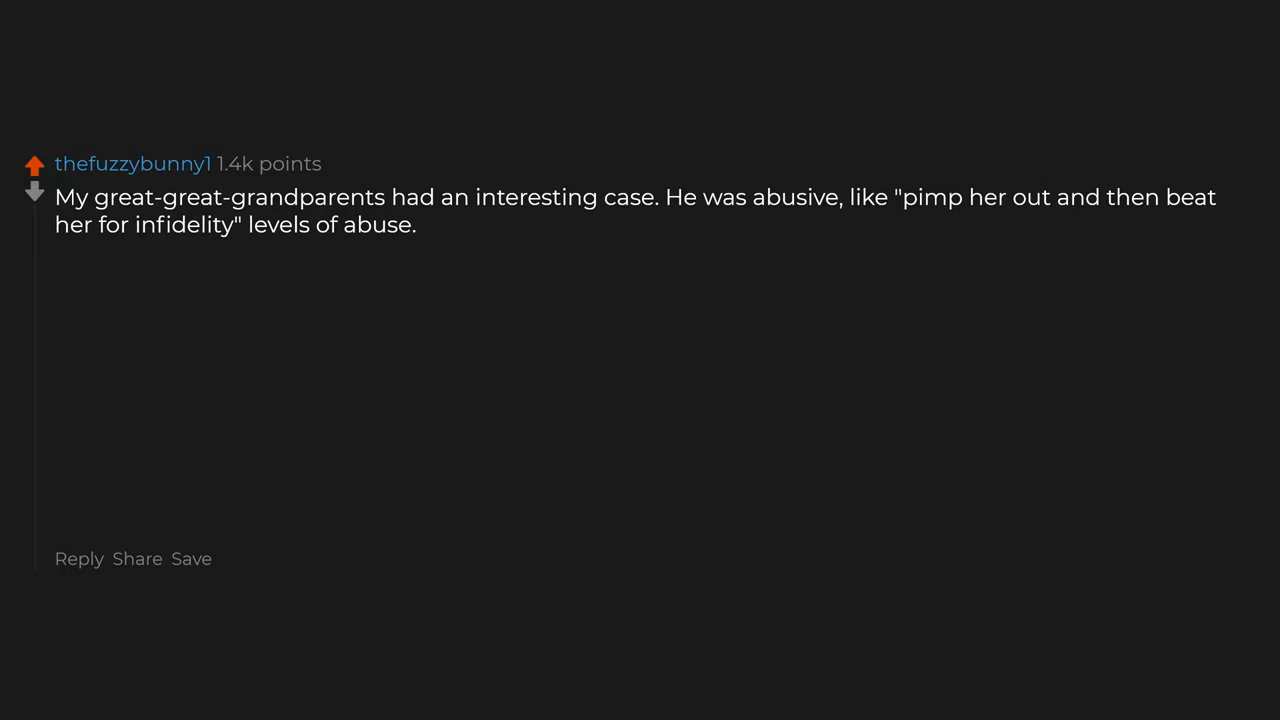 thefuzzybunny1 1.4k points
My great-great-grandparents had an interesting case. He was abusive, like "pimp her out and then beat
her for infidelity" levels of abuse.
Reply Share Save